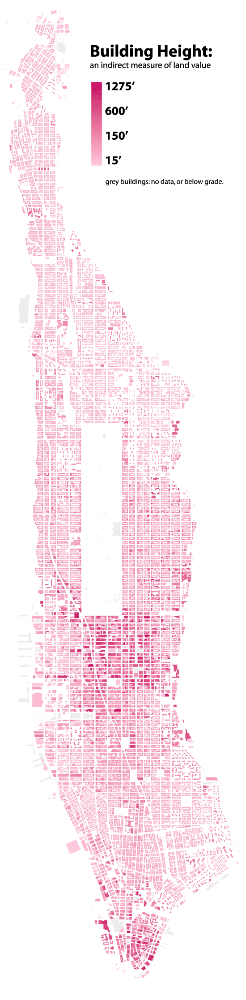 Building Height:
an indirect measure of land value
1275’
600’
150’
15’
grey buildings: no data, or below grade.